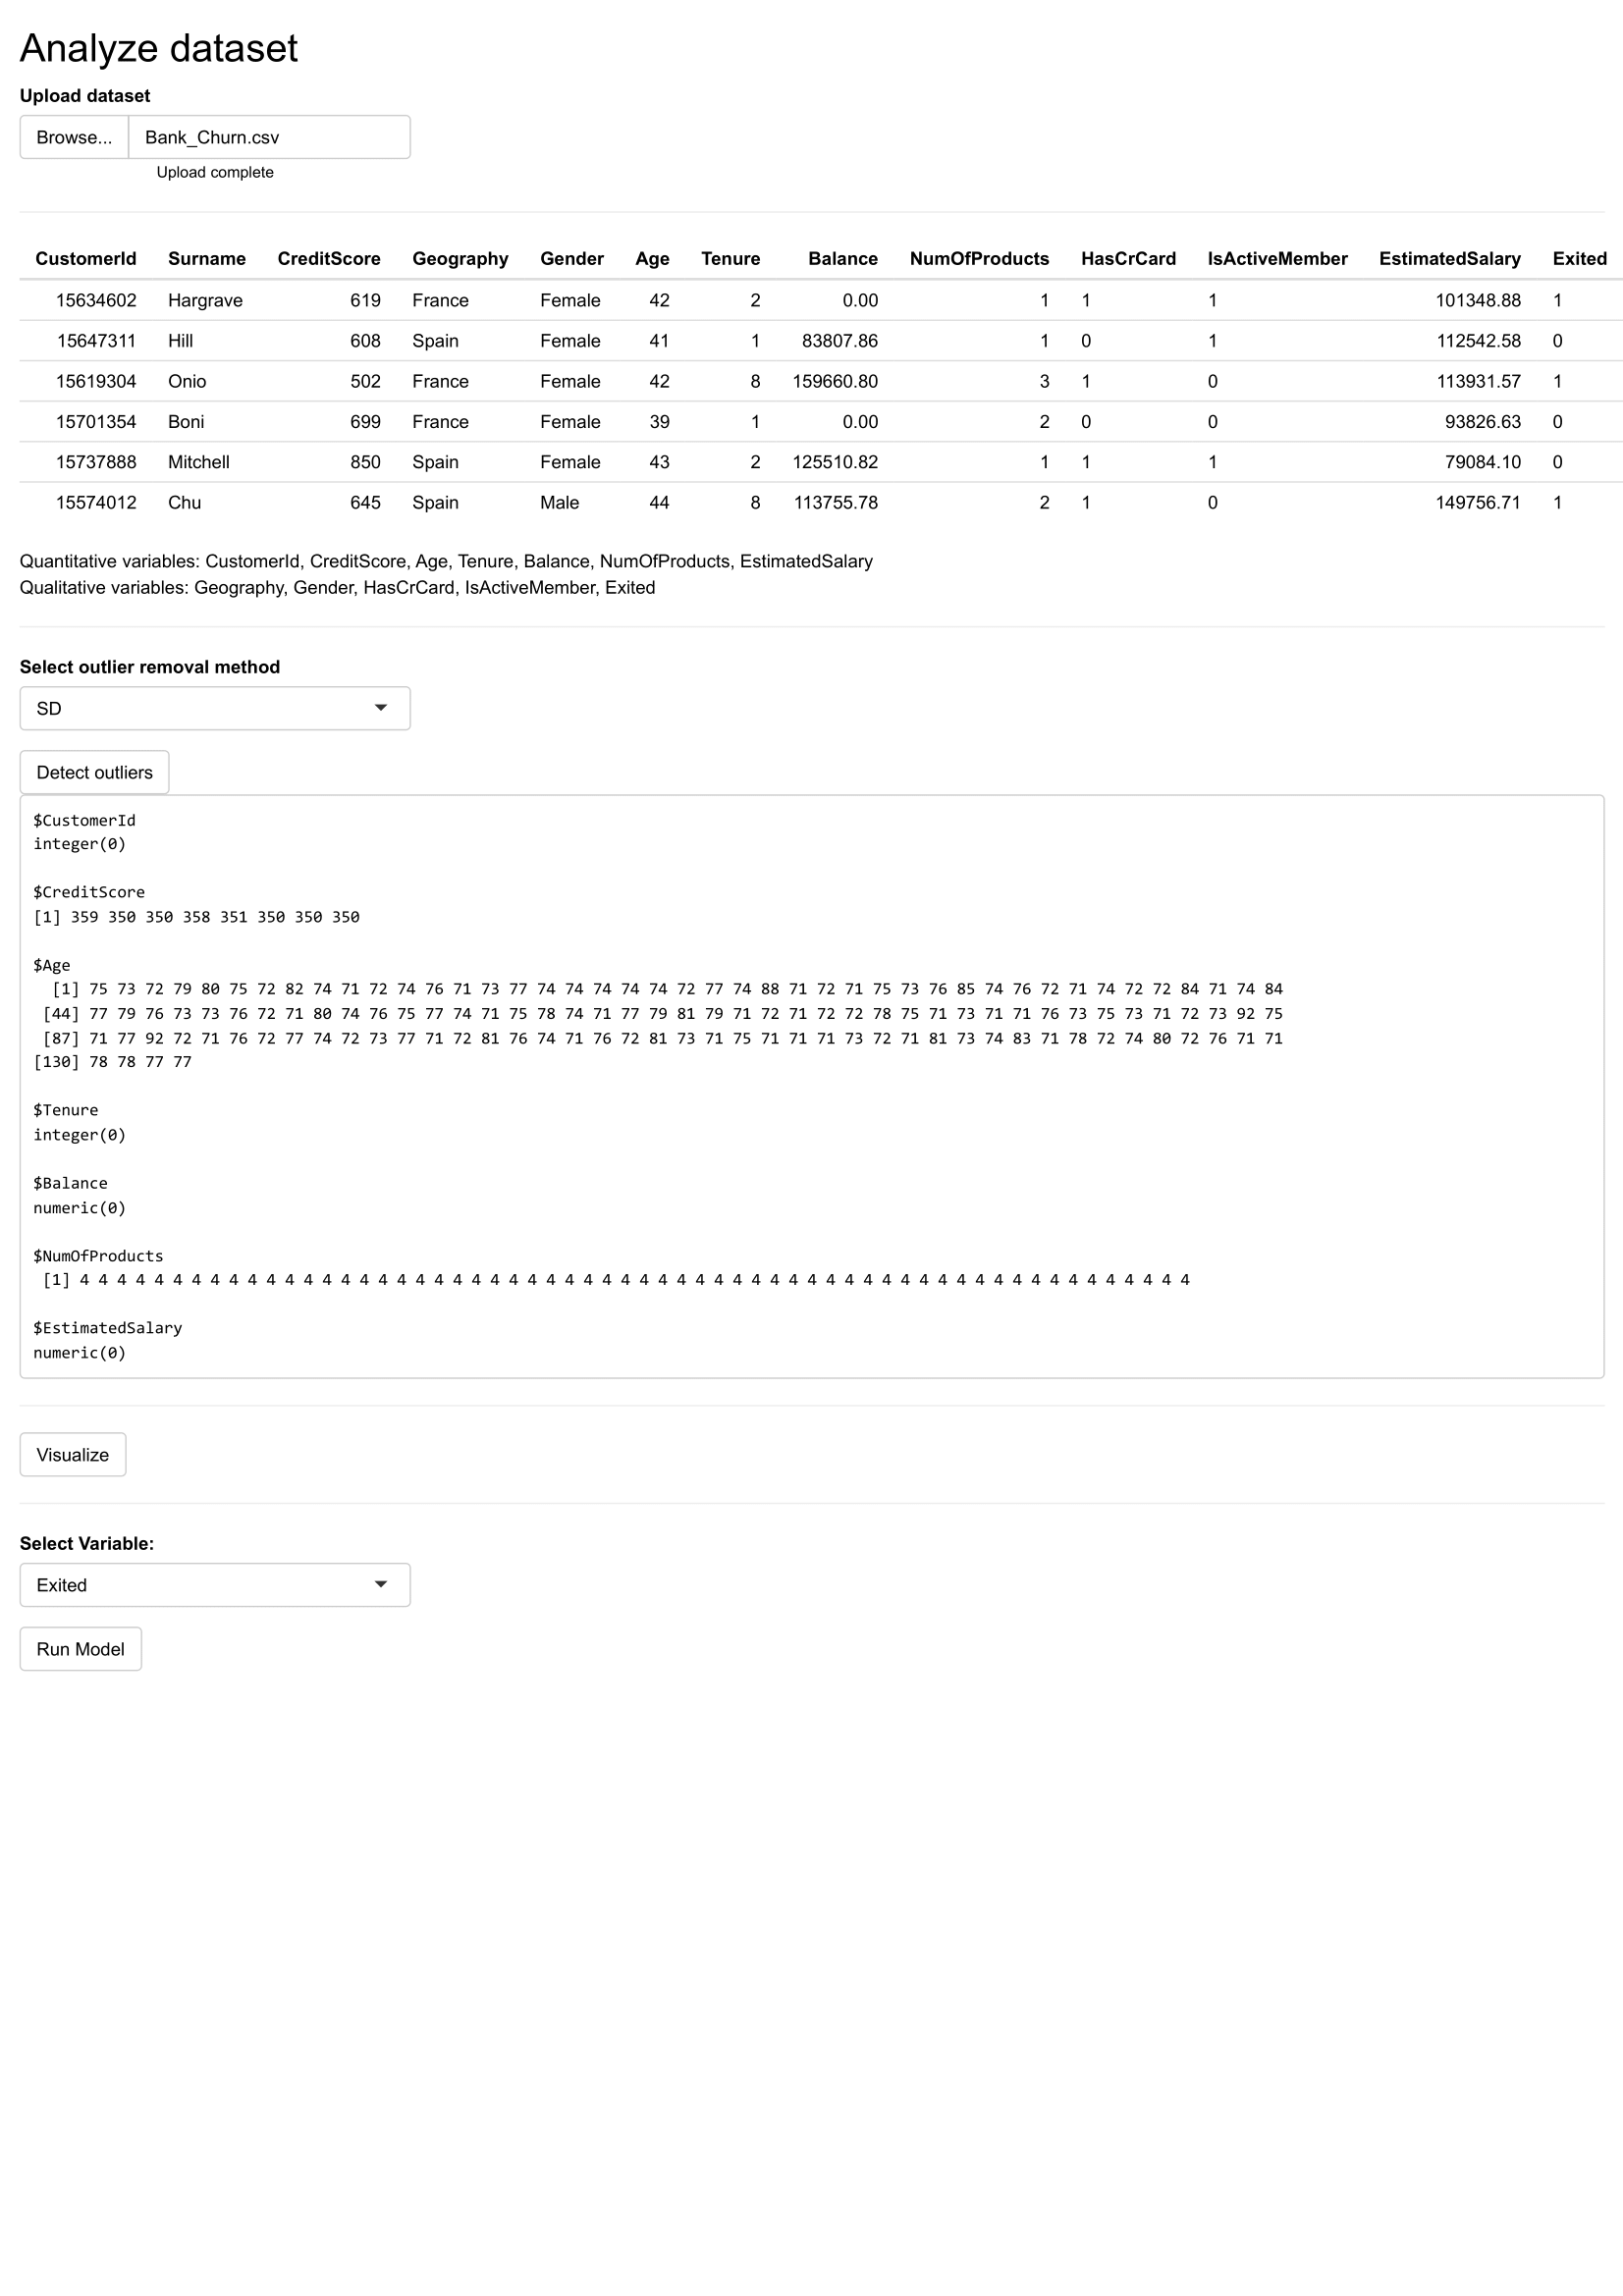 Analyze dataset
Upload dataset
Browse... Bank_Churn.csv
Upload complete
CustomerId Surname CreditScore Geography Gender Age Tenure Balance NumOfProducts HasCrCard IsActiveMember EstimatedSalary Exited
15634602 Hargrave 619 France Female 42 2 0.00 1 1 1 101348.88 1
15647311 Hill 608 Spain Female 41 1 83807.86 1 0 1 112542.58 0
15619304 Onio 502 France Female 42 8 159660.80 3 1 0 113931.57 1
15701354 Boni 699 France Female 39 1 0.00 2 0 0 93826.63 0
15737888 Mitchell 850 Spain Female 43 2 125510.82 1 1 1 79084.10 0
15574012 Chu 645 Spain Male 44 8 113755.78 2 1 0 149756.71 1
Quantitative variables: CustomerId, CreditScore, Age, Tenure, Balance, NumOfProducts, EstimatedSalary
Qualitative variables: Geography, Gender, HasCrCard, IsActiveMember, Exited
Select outlier removal method
SD
Detect outliers
$CustomerId
integer(0)
$CreditScore
[1] 359 350 350 358 351 350 350 350
$Age
[1] 75 73 72 79 80 75 72 82 74 71 72 74 76 71 73 77 74 74 74 74 74 72 77 74 88 71 72 71 75 73 76 85 74 76 72 71 74 72 72 84 71 74 84
[44] 77 79 76 73 73 76 72 71 80 74 76 75 77 74 71 75 78 74 71 77 79 81 79 71 72 71 72 72 78 75 71 73 71 71 76 73 75 73 71 72 73 92 75
[87] 71 77 92 72 71 76 72 77 74 72 73 77 71 72 81 76 74 71 76 72 81 73 71 75 71 71 71 73 72 71 81 73 74 83 71 78 72 74 80 72 76 71 71
[130] 78 78 77 77
$Tenure
integer(0)
$Balance
numeric(0)
$NumOfProducts
[1] 4 4 4 4 4 4 4 4 4 4 4 4 4 4 4 4 4 4 4 4 4 4 4 4 4 4 4 4 4 4 4 4 4 4 4 4 4 4 4 4 4 4 4 4 4 4 4 4 4 4 4 4 4 4 4 4 4 4 4 4
$EstimatedSalary
numeric(0)
Visualize
Select Variable:
Exited
Run Model